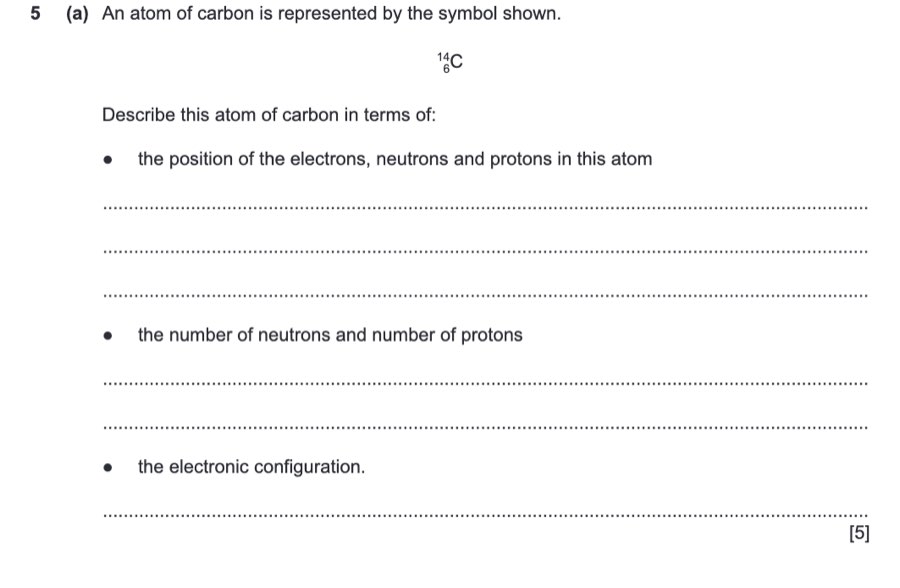 5 (a) An atom of carbon is represented by the symbol shown.
¹⁴₆C
Describe this atom of carbon in terms of:
• the position of the electrons, neutrons and protons in this atom
• the number of neutrons and number of protons
• the electronic configuration.
[5]